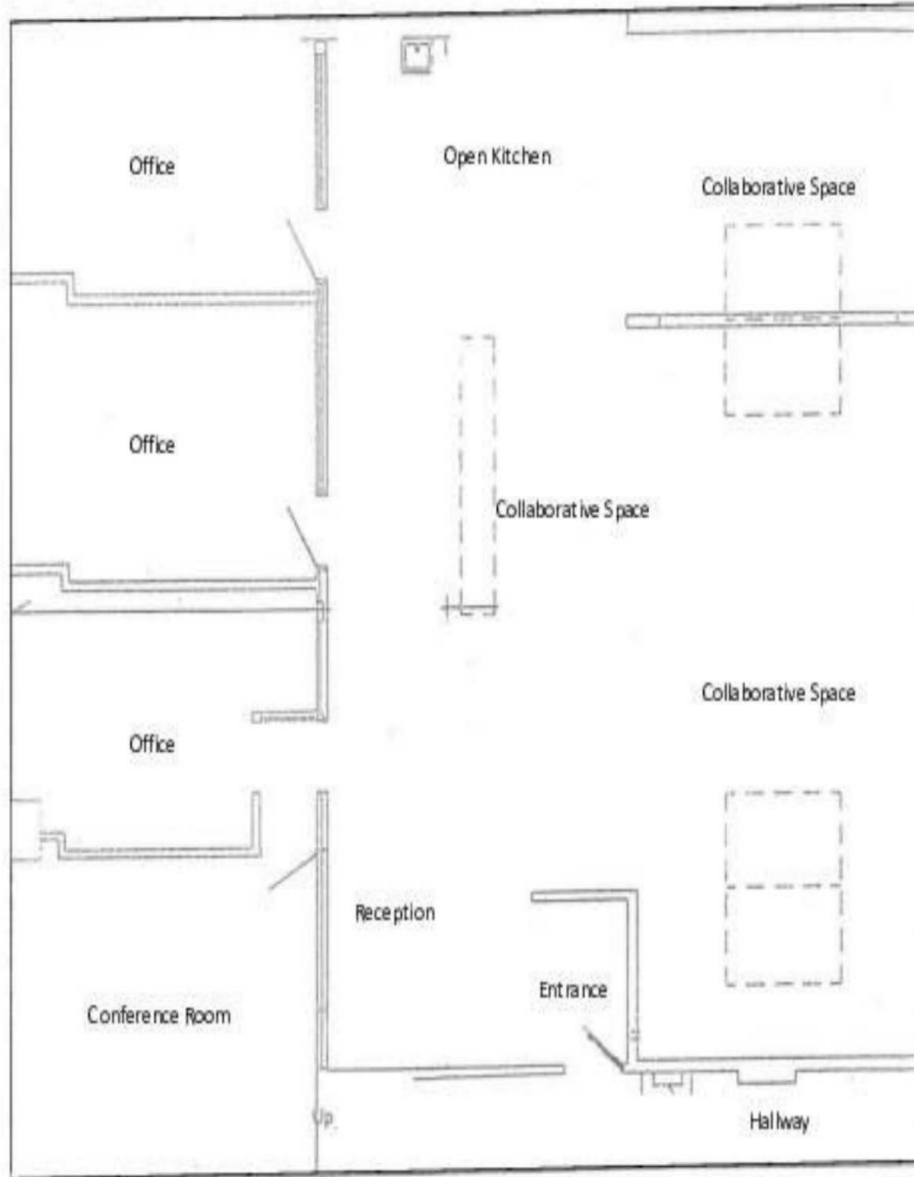 Office
Open Kitchen
Collaborative Space
Office
Collaborative Space
Collaborative Space
Office
Reception
Entrance
Conference Room
Up
Hallway